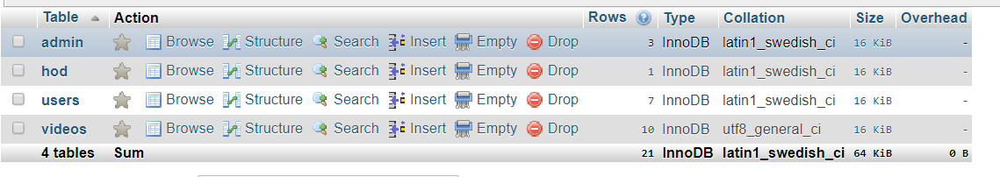 Table Action Rows Type Collation Size Overhead
admin Browse Structure Search Insert Empty Drop 3 InnoDB latin1_swedish_ci 16 KiB -
hod Browse Structure Search Insert Empty Drop 1 InnoDB latin1_swedish_ci 16 KiB -
users Browse Structure Search Insert Empty Drop 7 InnoDB latin1_swedish_ci 16 KiB -
videos Browse Structure Search Insert Empty Drop 10 InnoDB utf8_general_ci 16 KiB -
4 tables Sum 21 InnoDB latin1_swedish_ci 64 KiB 0 B